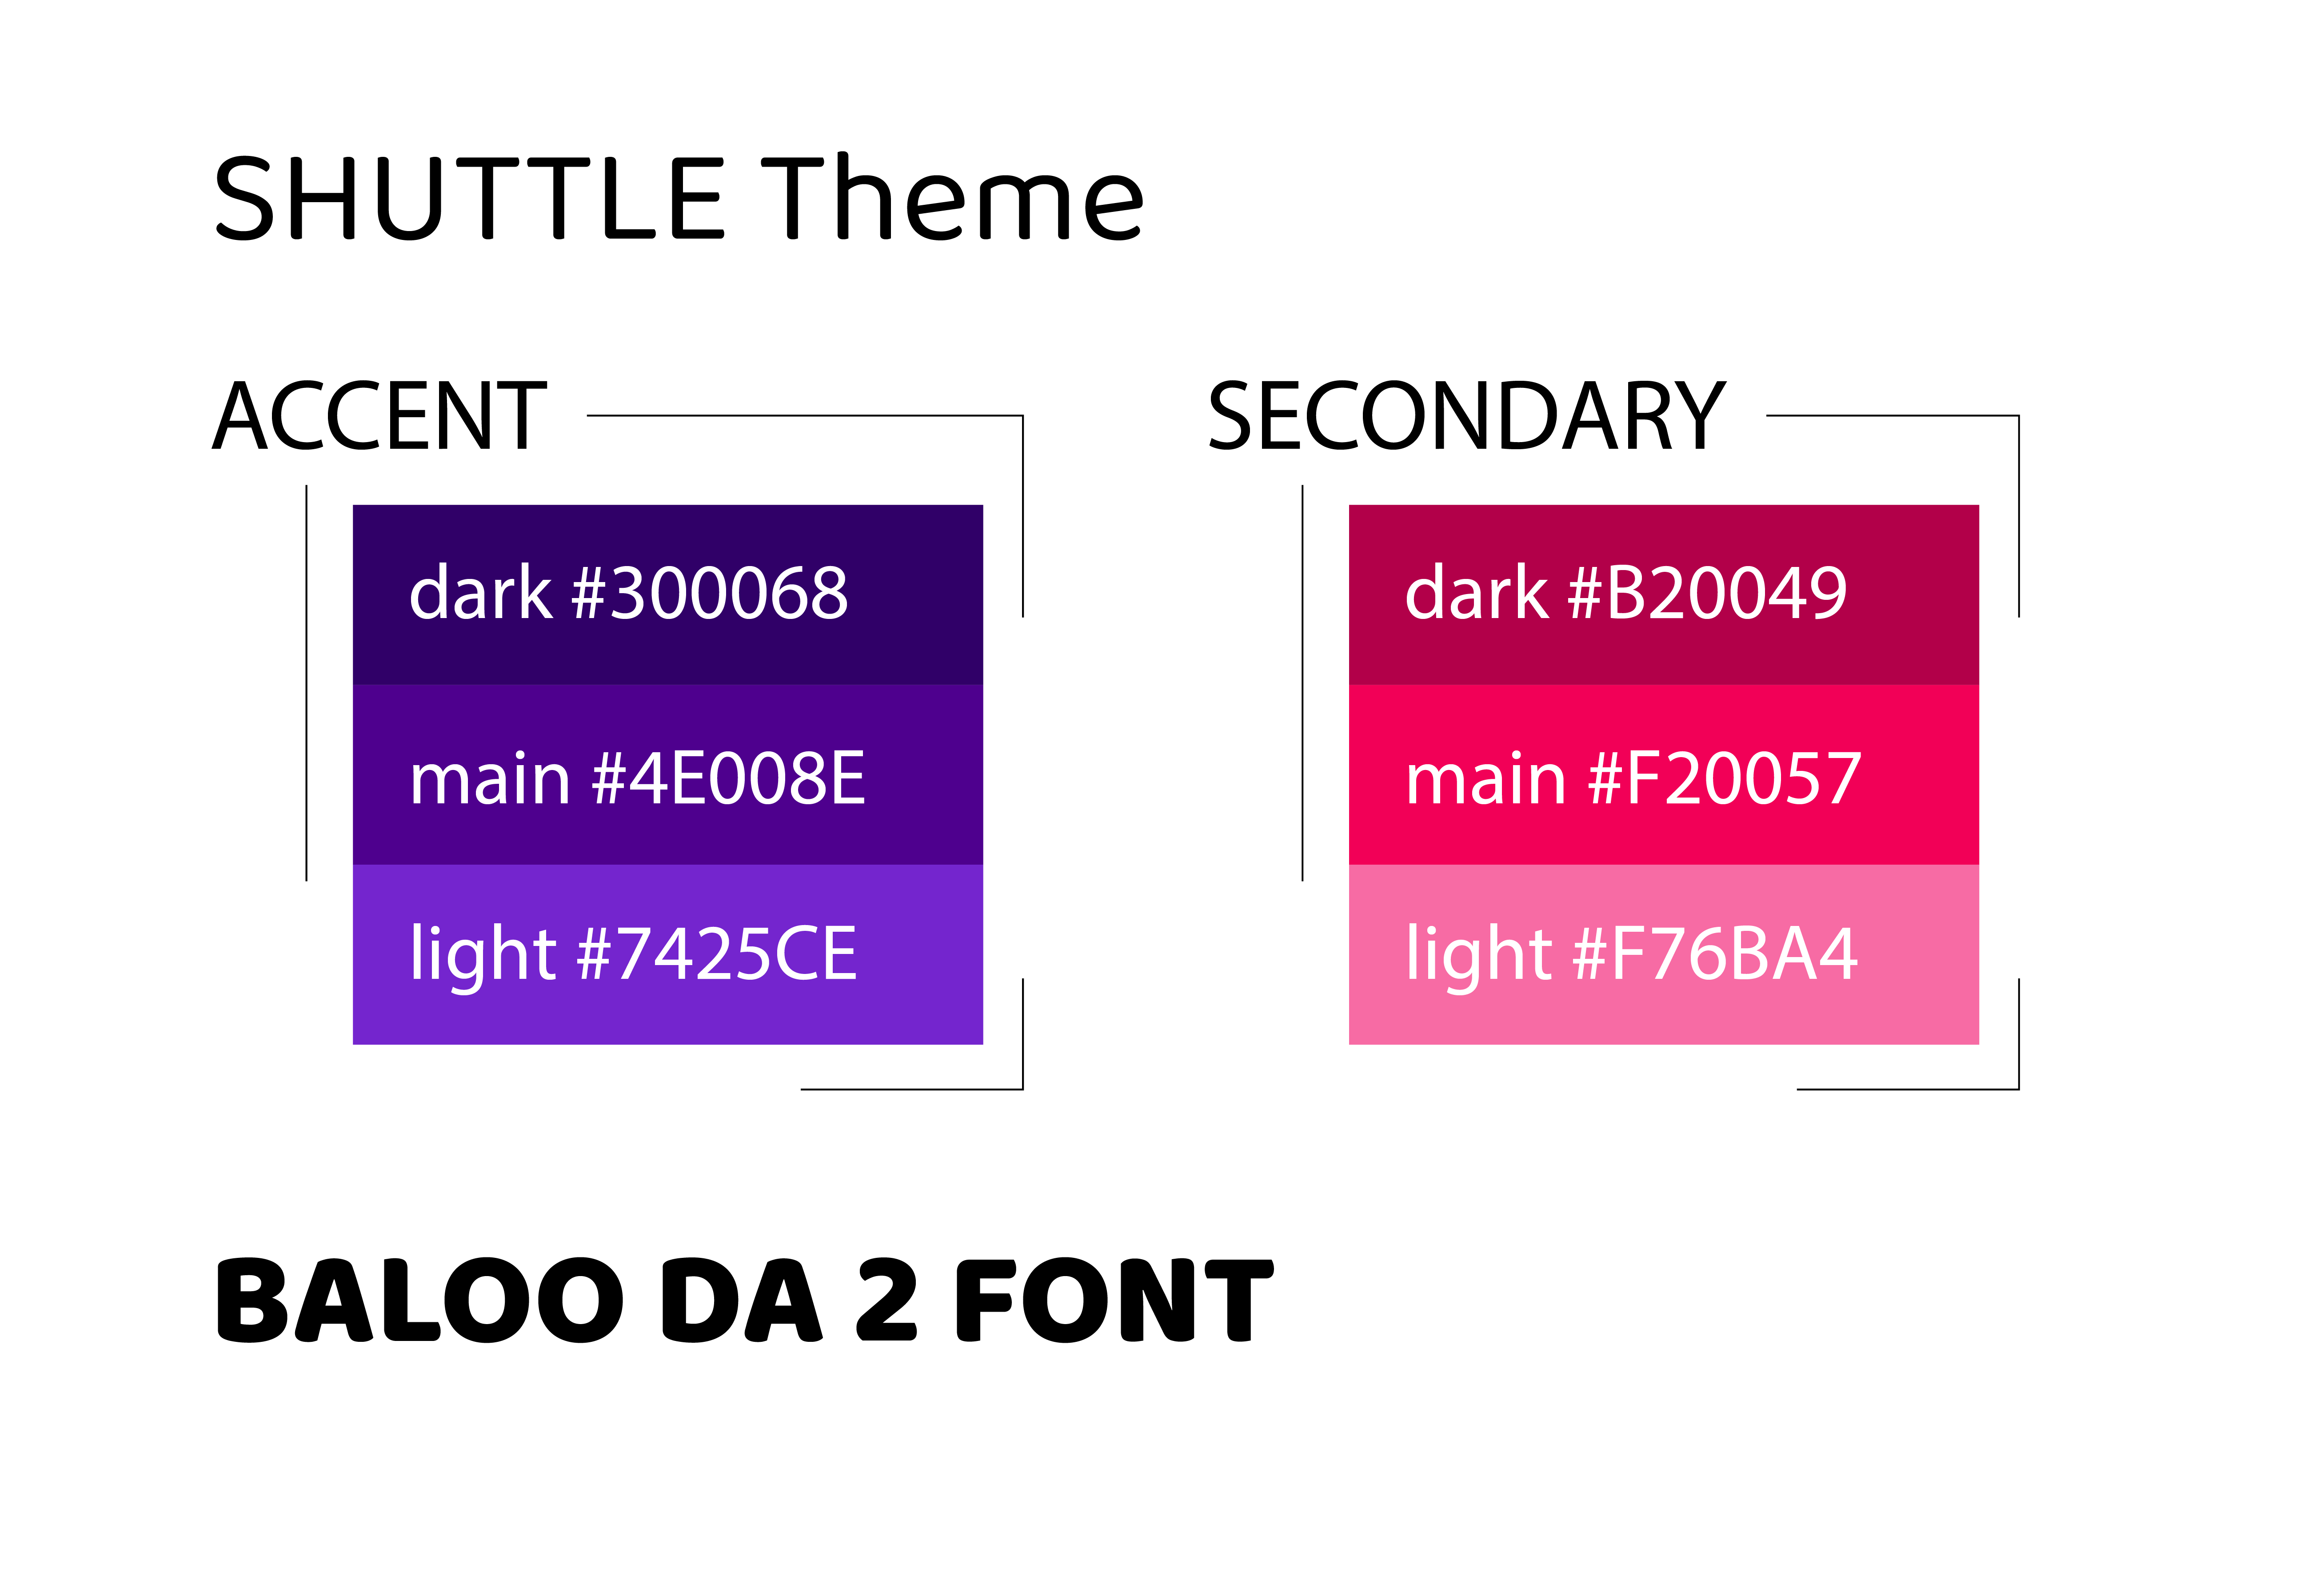 SHUTTLE Theme
ACCENT
dark #300068
main #4E008E
light #7425CE
SECONDARY
dark #B20049
main #F20057
light #F76BA4
BALOO DA 2 FONT